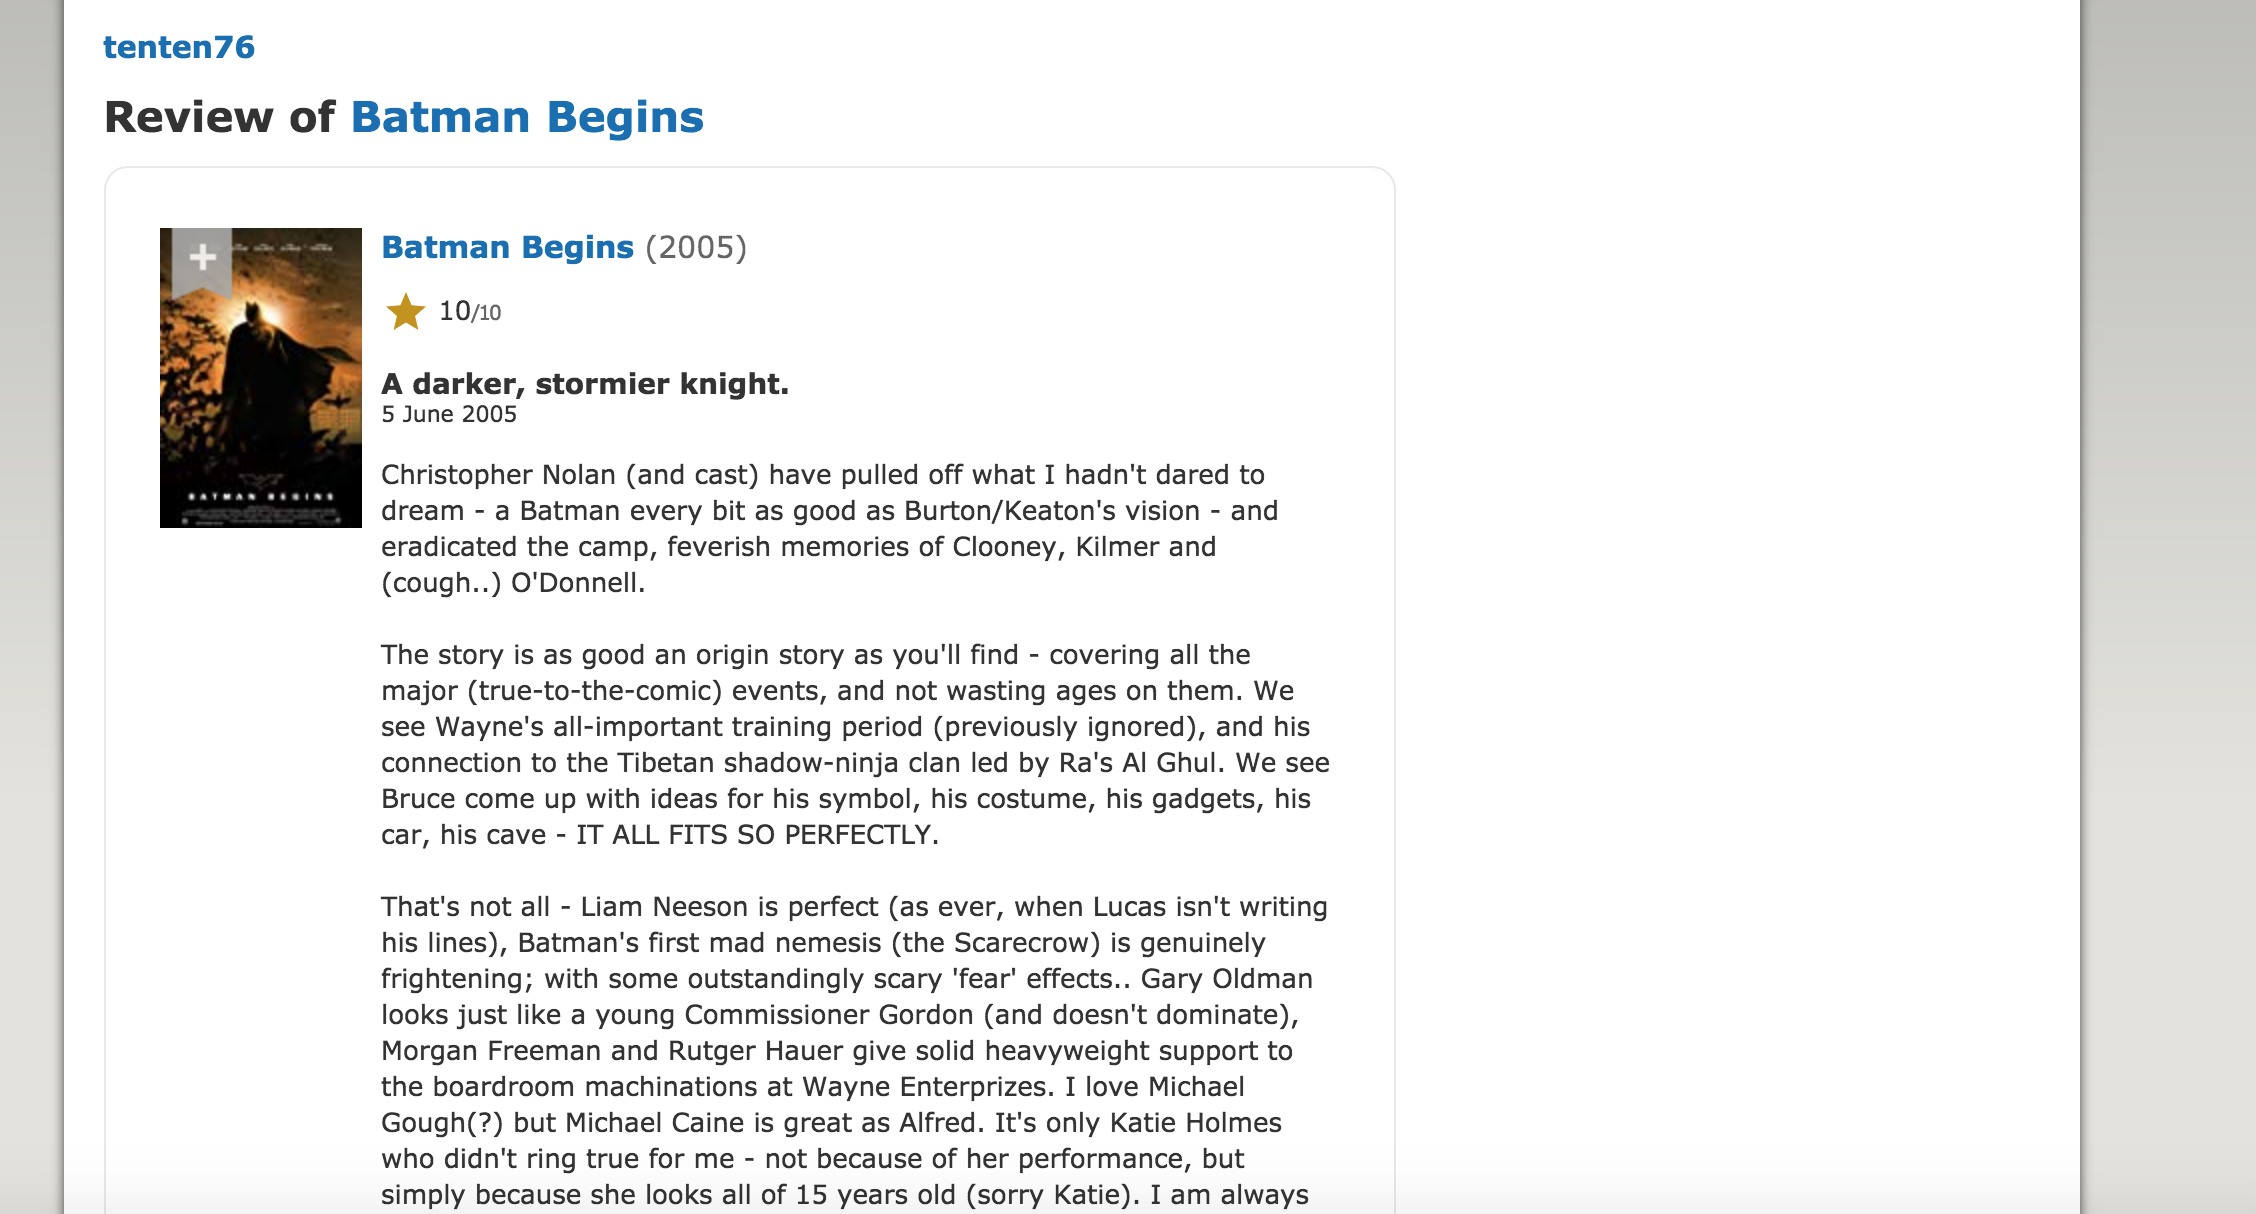 tenten76
Review of Batman Begins
+
BATMAN BEGINS
Batman Begins (2005)
10/10
A darker, stormier knight.
5 June 2005
Christopher Nolan (and cast) have pulled off what I hadn't dared to
dream - a Batman every bit as good as Burton/Keaton's vision - and
eradicated the camp, feverish memories of Clooney, Kilmer and
(cough..) O'Donnell.
The story is as good an origin story as you'll find - covering all the
major (true-to-the-comic) events, and not wasting ages on them. We
see Wayne's all-important training period (previously ignored), and his
connection to the Tibetan shadow-ninja clan led by Ra's Al Ghul. We see
Bruce come up with ideas for his symbol, his costume, his gadgets, his
car, his cave - IT ALL FITS SO PERFECTLY.
That's not all - Liam Neeson is perfect (as ever, when Lucas isn't writing
his lines), Batman's first mad nemesis (the Scarecrow) is genuinely
frightening; with some outstandingly scary 'fear' effects.. Gary Oldman
looks just like a young Commissioner Gordon (and doesn't dominate),
Morgan Freeman and Rutger Hauer give solid heavyweight support to
the boardroom machinations at Wayne Enterprizes. I love Michael
Gough(?) but Michael Caine is great as Alfred. It's only Katie Holmes
who didn't ring true for me - not because of her performance, but
simply because she looks all of 15 years old (sorry Katie). I am always